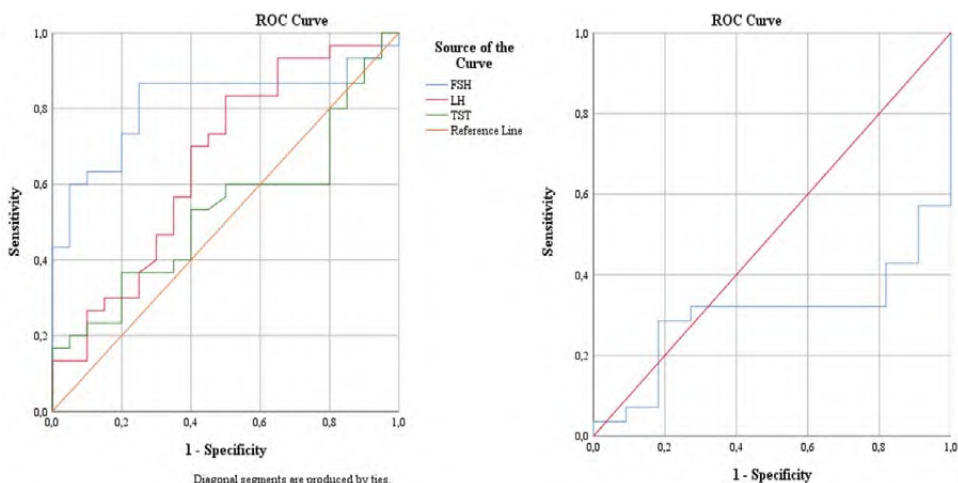 ROC Curve
1,0
0,8
0,6
0,4
0,2
0,0
Sensitivity
0,0 0,2 0,4 0,6 0,8 1,0
1 - Specificity
Diagonal segments are produced by ties.
Source of the
Curve
FSH
LH
TST
Reference Line
ROC Curve
1,0
0,8
0,6
0,4
0,2
0,0
Sensitivity
0,0 0,2 0,4 0,6 0,8 1,0
1 - Specificity